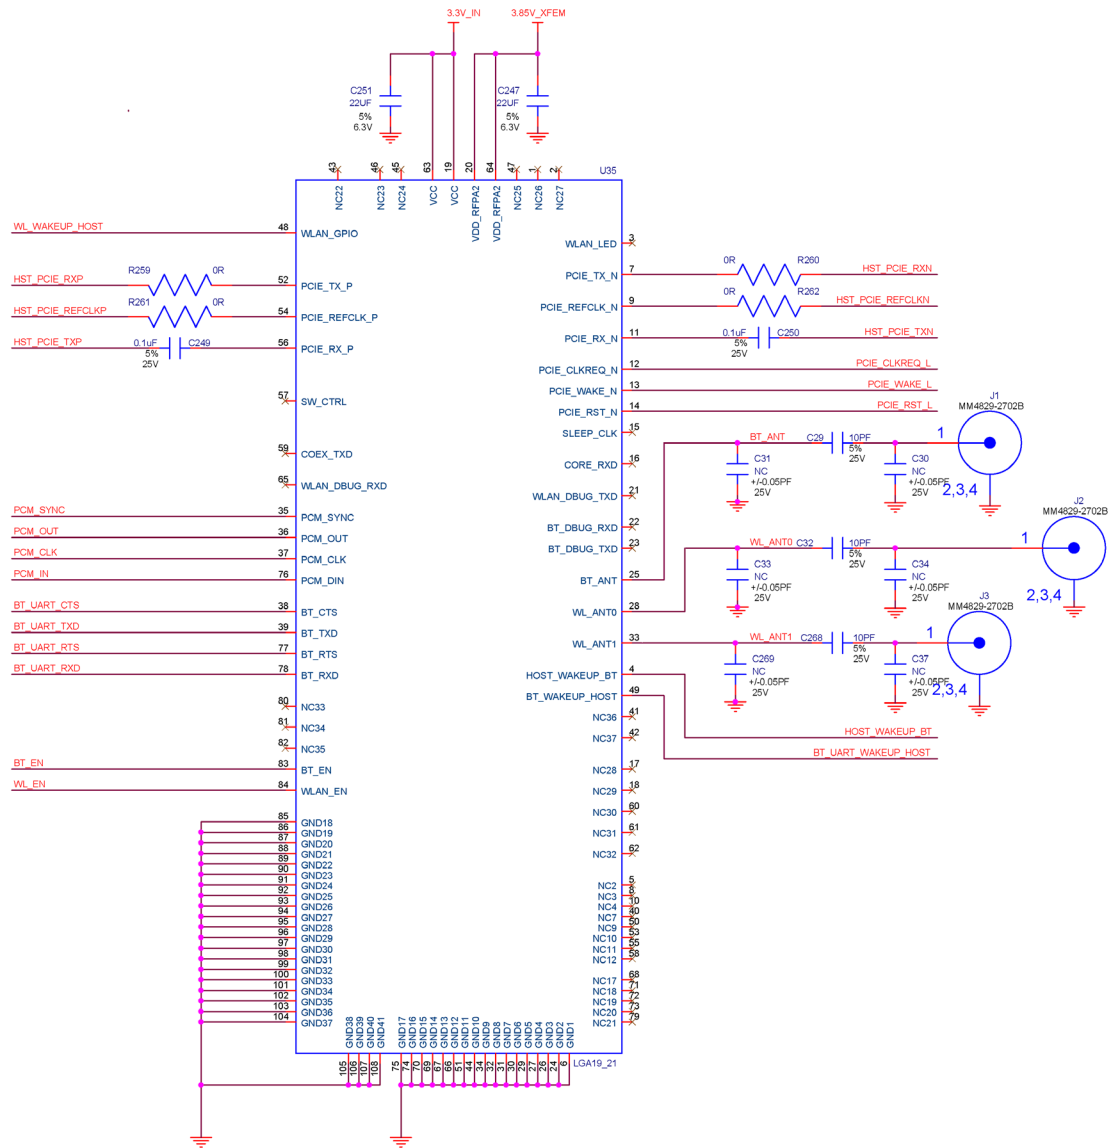 3.3V_IN
3.85V_XFEM
C251
22UF
5%
6.3V
C247
22UF
5%
6.3V
U35
43
46
45
63
19
20
64
47
1
2
NC22
NC23
NC24
VCC
VCC
VDD_RFPA2
VDD_RFPA2
NC25
NC26
NC27
WL_WAKEUP_HOST
48
WLAN_GPIO
HST_PCIE_RXP
R259
0R
52
PCIE_TX_P
HST_PCIE_REFCLKP
R261
0R
54
PCIE_REFCLK_P
HST_PCIE_TXP
0.1uF
5%
25V
C249
56
PCIE_RX_P
57
SW_CTRL
59
COEX_TXD
65
WLAN_DBUG_RXD
PCM_SYNC
35
PCM_SYNC
PCM_OUT
36
PCM_OUT
PCM_CLK
37
PCM_CLK
PCM_IN
76
PCM_DIN
BT_UART_CTS
38
BT_CTS
BT_UART_TXD
39
BT_TXD
BT_UART_RTS
77
BT_RTS
BT_UART_RXD
78
BT_RXD
80
NC33
81
NC34
82
NC35
BT_EN
83
BT_EN
WL_EN
84
WLAN_EN
85
GND18
86
GND19
87
GND20
88
GND21
89
GND22
90
GND23
91
GND24
92
GND25
93
GND26
94
GND27
95
GND28
96
GND29
97
GND30
98
GND31
99
GND32
100
GND33
101
GND34
102
GND35
103
GND36
104
GND37
WLAN_LED
3
PCIE_TX_N
7
0R
R260
HST_PCIE_RXN
PCIE_REFCLK_N
9
0R
R262
HST_PCIE_REFCLKN
PCIE_RX_N
11
0.1uF
5%
25V
C250
HST_PCIE_TXN
PCIE_CLKREQ_N
12
PCIE_CLKREQ_L
PCIE_WAKE_N
13
PCIE_WAKE_L
PCIE_RST_N
14
PCIE_RST_L
SLEEP_CLK
15
CORE_RXD
16
WLAN_DBUG_TXD
21
BT_DBUG_RXD
22
BT_DBUG_TXD
23
BT_ANT
25
WL_ANT0
28
WL_ANT1
33
HOST_WAKEUP_BT
4
BT_WAKEUP_HOST
49
NC36
41
NC37
42
NC28
17
NC29
18
NC30
60
NC31
61
NC32
62
NC2
5
NC3
8
NC4
10
NC7
40
NC9
50
NC10
53
NC11
55
NC12
58
NC17
68
NC18
71
NC19
72
NC20
73
NC21
79
BT_ANT
C29
10PF
5%
25V
C31
NC
+/-0.05PF
25V
C30
NC
+/-0.05PF
25V
1
2,3,4
J1
MM4829-2702B
WL_ANT0
C32
10PF
5%
25V
C33
NC
+/-0.05PF
25V
C34
NC
+/-0.05PF
25V
1
2,3,4
J2
MM4829-2702B
WL_ANT1
C268
10PF
5%
25V
C269
NC
+/-0.05PF
25V
C37
NC
+/-0.05PF
25V
1
2,3,4
J3
MM4829-2702B
HOST_WAKEUP_BT
BT_UART_WAKEUP_HOST
GND38
GND39
GND40
GND41
GND17
GND16
GND15
GND14
GND13
GND12
GND11
GND10
GND9
GND8
GND7
GND6
GND5
GND4
GND3
GND2
GND1
105
106
107
108
75
74
70
69
67
66
51
44
34
32
31
30
29
27
26
24
6
LGA19_21